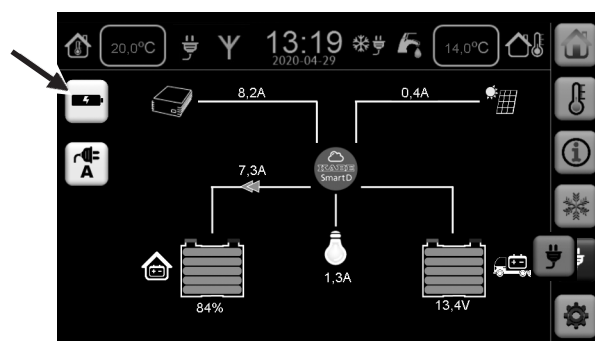 20,0°C
13:19
2020-04-29
14,0°C
8,2A
0,4A
A
7,3A
KABE
SmartD
1,3A
84%
13,4V